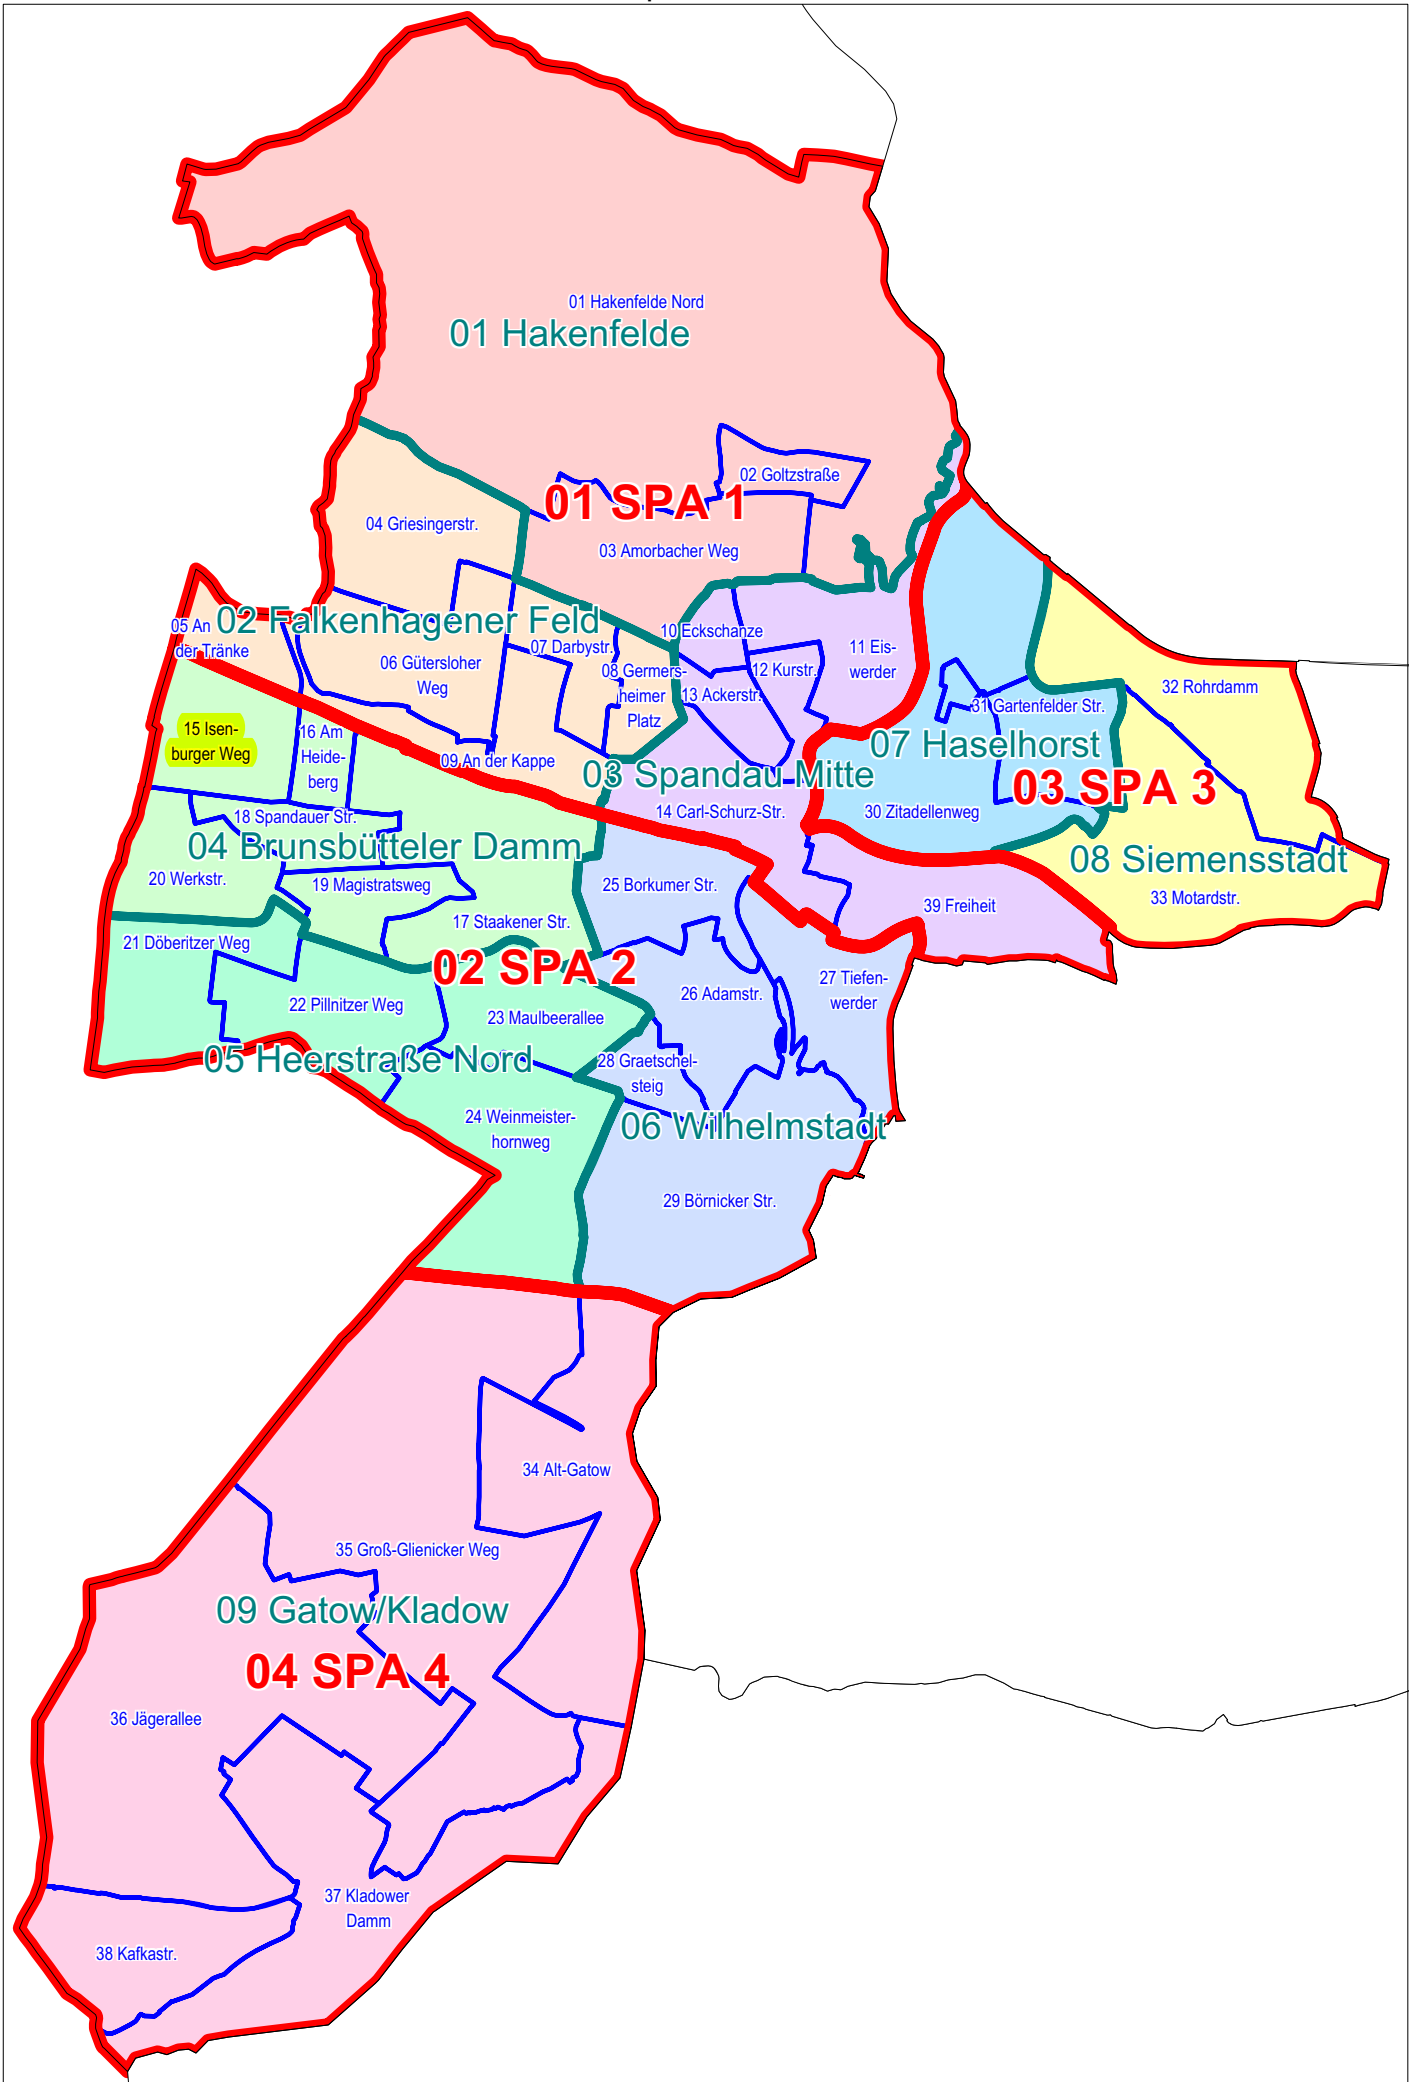 01 Hakenfelde Nord
01 Hakenfelde
02 Goltzstraße
01 SPA 1
04 Griesingerstr.
03 Amorbacher Weg
02 Falkenhagener Feld
05 An
der Tränke
10 Eckschanze
07 Darbystr.
11 Eis-
werder
06 Gütersloher
Weg
08 Germers-
heimer
Platz
12 Kurstr.
13 Ackerstr.
32 Rohrdamm
31 Gartenfelder Str.
15 Isen-
burger Weg
16 Am
Heide-
berg
07 Haselhorst
09 An der Kappe
03 Spandau Mitte
03 SPA 3
18 Spandauer Str.
14 Carl-Schurz-Str.
30 Zitadellenweg
04 Brunsbütteler Damm
08 Siemensstadt
20 Werkstr.
19 Magistratsweg
25 Borkumer Str.
33 Motardstr.
39 Freiheit
17 Staakener Str.
21 Döberitzer Weg
02 SPA 2
27 Tiefen-
werder
26 Adamstr.
22 Pillnitzer Weg
23 Maulbeerallee
05 Heerstraße Nord
28 Graetschel-
steig
24 Weinmeister-
hornweg
06 Wilhelmstadt
29 Börnicker Str.
34 Alt-Gatow
35 Groß-Glienicker Weg
09 Gatow/Kladow
04 SPA 4
36 Jägerallee
37 Kladower
Damm
38 Kafkastr.